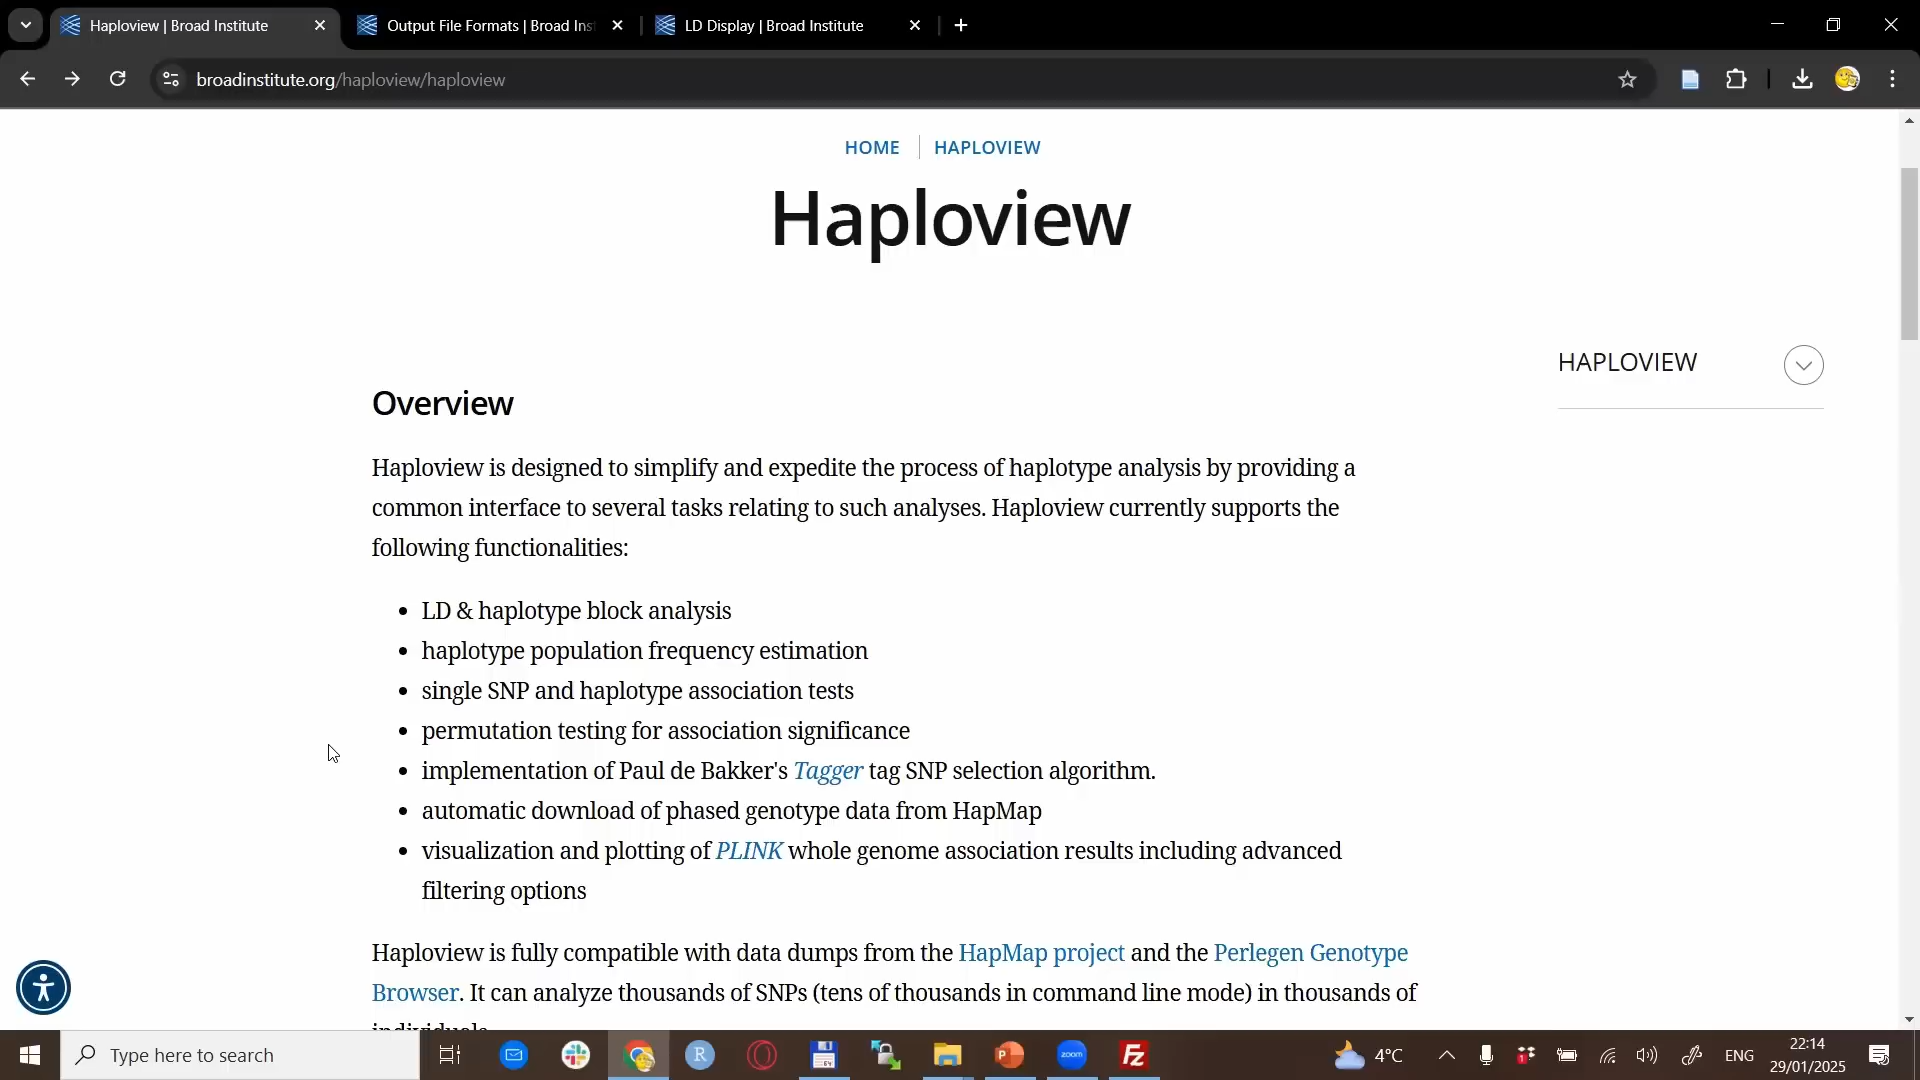 Haploview | Broad Institute
Output File Formats | Broad Ins
LD Display | Broad Institute
broadinstitute.org/haploview/haploview
HOME
HAPLOVIEW
Haploview
HAPLOVIEW
Overview
Haploview is designed to simplify and expedite the process of haplotype analysis by providing a
common interface to several tasks relating to such analyses. Haploview currently supports the
following functionalities:
• LD & haplotype block analysis
• haplotype population frequency estimation
• single SNP and haplotype association tests
• permutation testing for association significance
• implementation of Paul de Bakker's Tagger tag SNP selection algorithm.
• automatic download of phased genotype data from HapMap
• visualization and plotting of PLINK whole genome association results including advanced
filtering options
Haploview is fully compatible with data dumps from the HapMap project and the Perlegen Genotype
Browser. It can analyze thousands of SNPs (tens of thousands in command line mode) in thousands of
individuals.
Type here to search
R
P
zoom
FZ
4°C
ENG
22:14
29/01/2025